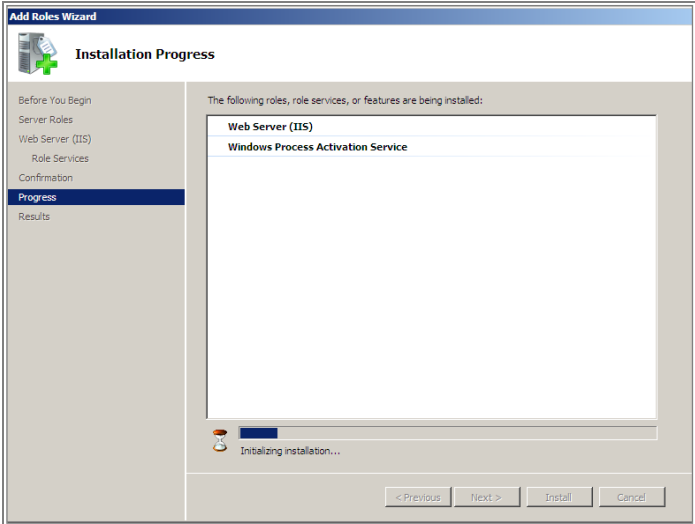 Add Roles Wizard
Installation Progress
Before You Begin
Server Roles
Web Server (IIS)
Role Services
Confirmation
Progress
Results
The following roles, role services, or features are being installed:
Web Server (IIS)
Windows Process Activation Service
Initializing installation...
< Previous
Next >
Install
Cancel